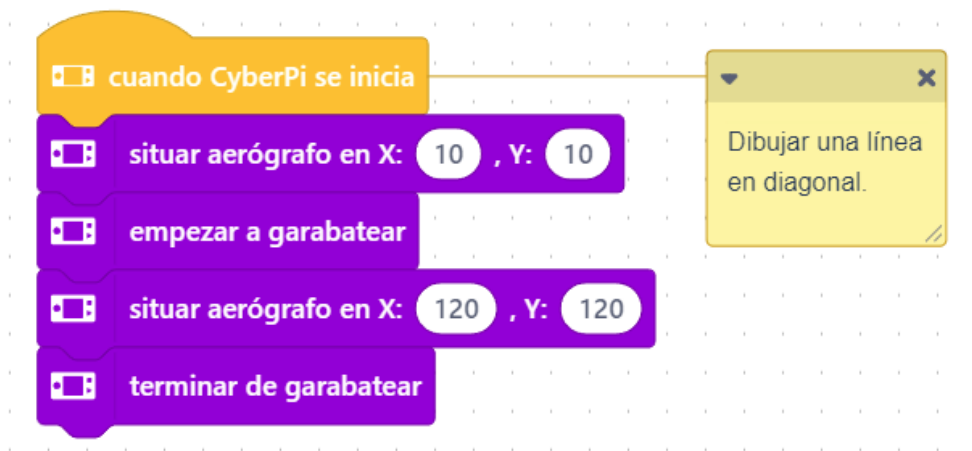 cuando CyberPi se inicia
situar aerógrafo en X: 10 , Y: 10
empezar a garabatear
situar aerógrafo en X: 120 , Y: 120
terminar de garabatear
Dibujar una línea
en diagonal.